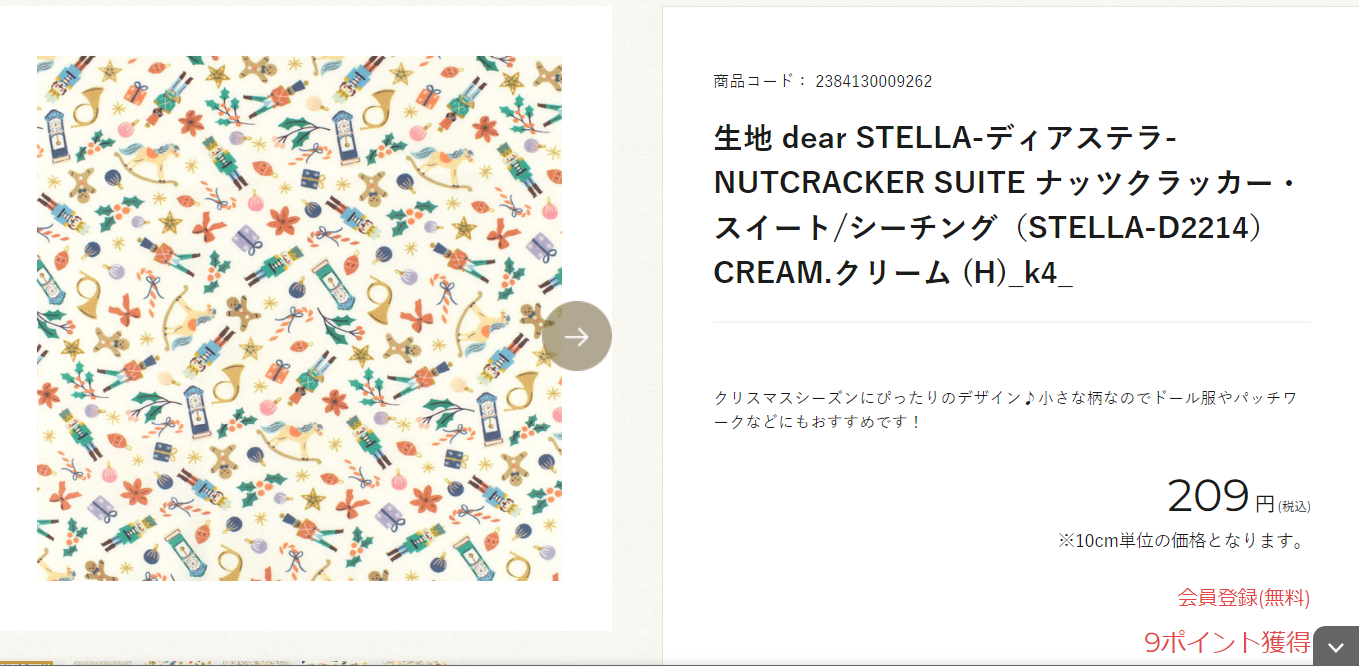 商品コード： 2384130009262
生地 dear STELLA-ディアステラ-
NUTCRACKER SUITE ナッツクラッカー・
スイート/シーチング（STELLA-D2214）
CREAM.クリーム (H)_k4_
クリスマスシーズンにぴったりのデザイン♪小さな柄なのでドール服やパッチワ
ークなどにもおすすめです！
209 円 (税込)
※10cm単位の価格となります。
会員登録(無料)
9ポイント獲得